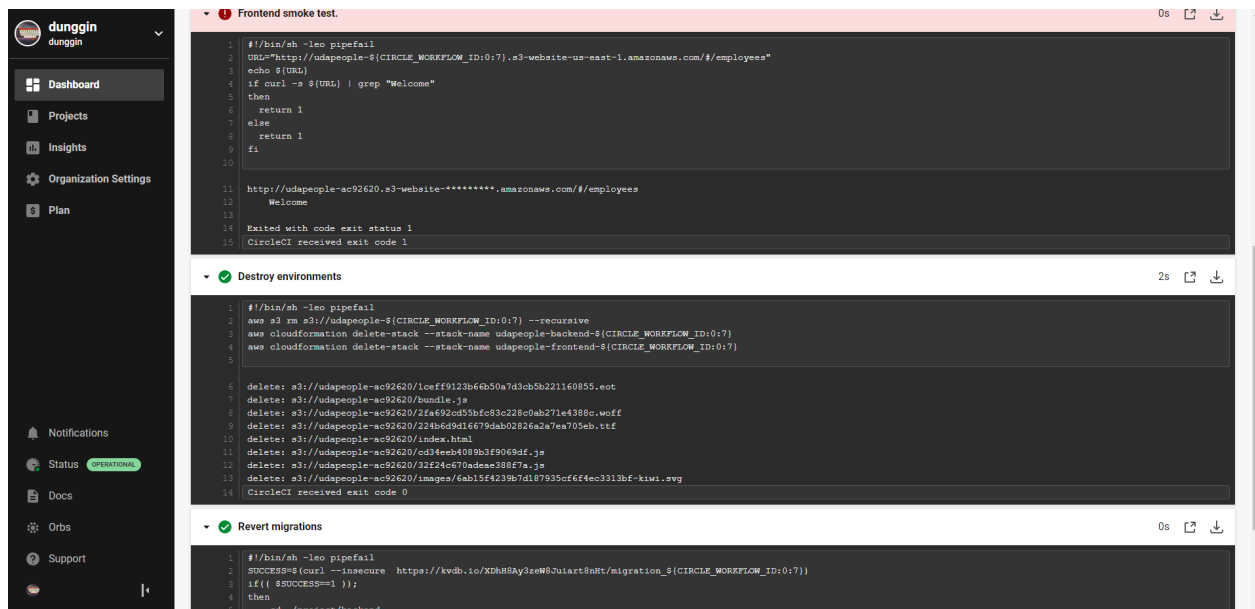 dunggin
dunggin
Dashboard
Projects
Insights
Organization Settings
Plan
Notifications
Status OPERATIONAL
Docs
Orbs
Support
Frontend smoke test.
0s
1 #!/bin/sh -leo pipefail
2 URL="http://udapeople-${CIRCLE_WORKFLOW_ID:0:7}.s3-website-us-east-1.amazonaws.com/#/employees"
3 echo ${URL}
4 if curl -s ${URL} | grep "Welcome"
5 then
6 return 1
7 else
8 return 1
9 fi
10
11 http://udapeople-ac92620.s3-website-*********.amazonaws.com/#/employees
12 Welcome
13
14 Exited with code exit status 1
15 CircleCI received exit code 1
Destroy environments
2s
1 #!/bin/sh -leo pipefail
2 aws s3 rm s3://udapeople-${CIRCLE_WORKFLOW_ID:0:7} --recursive
3 aws cloudformation delete-stack --stack-name udapeople-backend-${CIRCLE_WORKFLOW_ID:0:7}
4 aws cloudformation delete-stack --stack-name udapeople-frontend-${CIRCLE_WORKFLOW_ID:0:7}
5
6 delete: s3://udapeople-ac92620/1ceff9123b66b50a7d3cb5b221160855.eot
7 delete: s3://udapeople-ac92620/bundle.js
8 delete: s3://udapeople-ac92620/2fa692cd55bfc83c228c0ab271e4388c.woff
9 delete: s3://udapeople-ac92620/224b6d9d16679dab02826a2a7ea705eb.ttf
10 delete: s3://udapeople-ac92620/index.html
11 delete: s3://udapeople-ac92620/cd34eeb4089b3f9069df.js
12 delete: s3://udapeople-ac92620/32f24c670adeae388f7a.js
13 delete: s3://udapeople-ac92620/images/6ab15f4239b7d187935cf6f4ec3313bf-kiwi.svg
14 CircleCI received exit code 0
Revert migrations
0s
1 #!/bin/sh -leo pipefail
2 SUCCESS=$(curl --insecure https://kvdb.io/XDhH8Ay3zeW8Juiart8nHt/migration_${CIRCLE_WORKFLOW_ID:0:7})
3 if(( $SUCCESS==1 ));
4 then